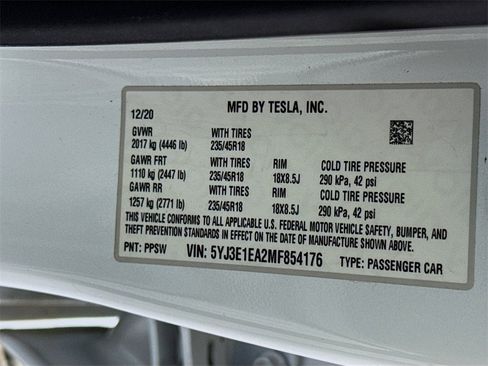 MFD BY TESLA, INC.
12/20
GVWR WITH TIRES
2017 kg (4446 lb) 235/45R18
GAWR FRT WITH TIRES RIM COLD TIRE PRESSURE
1110 kg (2447 lb) 235/45R18 18X8.5J 290 kPa, 42 psi
GAWR RR WITH TIRES RIM COLD TIRE PRESSURE
1257 kg (2771 lb) 235/45R18 18X8.5J 290 kPa, 42 psi
THIS VEHICLE CONFORMS TO ALL APPLICABLE U.S. FEDERAL MOTOR VEHICLE SAFETY, BUMPER, AND
THEFT PREVENTION STANDARDS IN EFFECT ON THE DATE OF MANUFACTURE SHOWN ABOVE.
PNT: PPSW VIN: 5YJ3E1EA2MF854176 TYPE: PASSENGER CAR